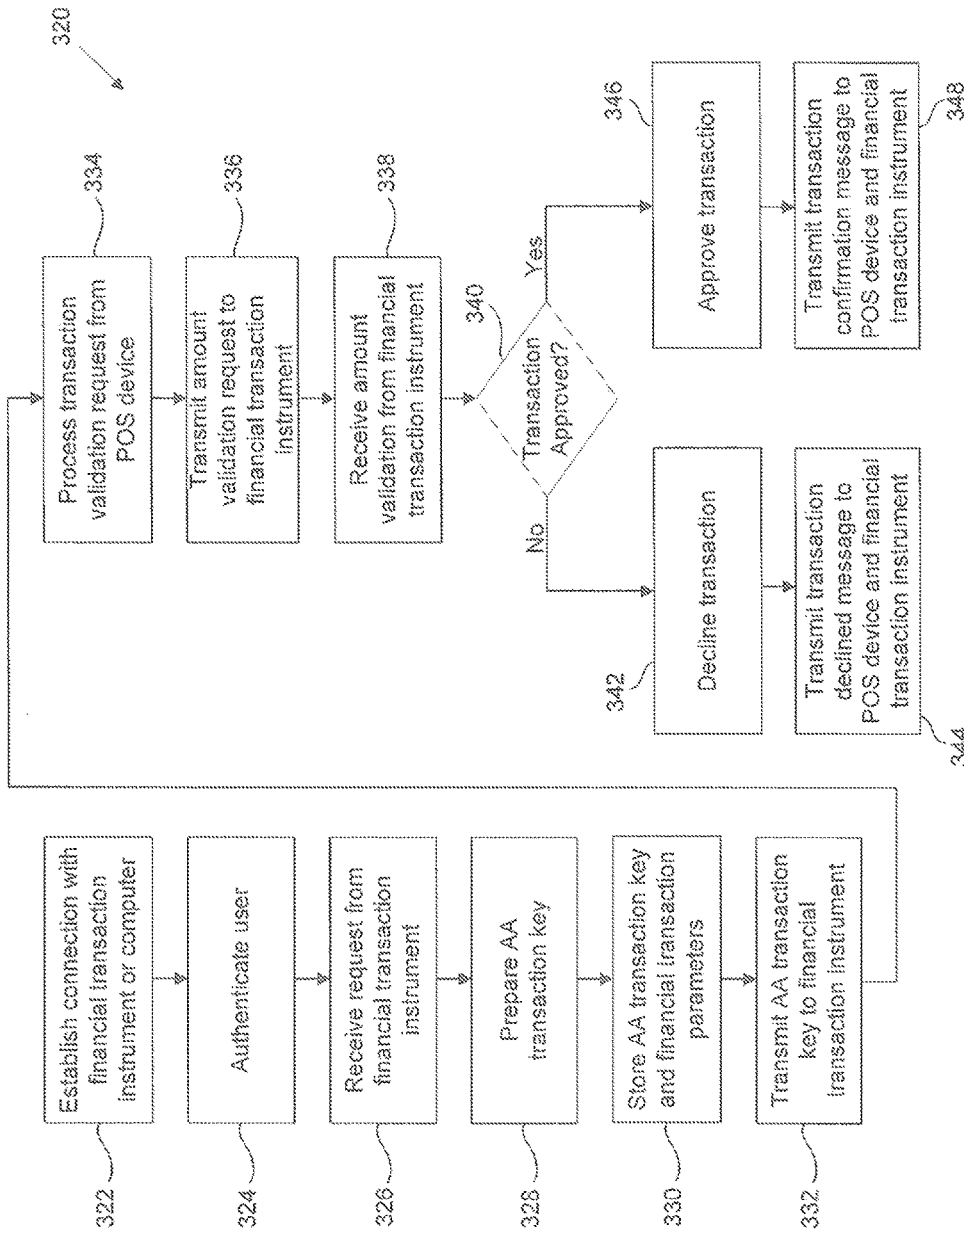 320
322
Establish connection with
financial transaction
instrument or computer
324
Authenticate user
326
Receive request from
financial transaction
instrument
328
Prepare AA
transaction key
330
Store AA transaction key
and financial transaction
parameters
332
Transmit AA transaction
key to financial
transaction instrument
334
Process transaction
validation request from
POS device
336
Transmit amount
validation request to
financial transaction
instrument
338
Receive amount
validation from financial
transaction instrument
340
Transaction
Approved?
No
Yes
342
Decline transaction
344
Transmit transaction
declined message to
POS device and financial
transaction instrument
346
Approve transaction
348
Transmit transaction
confirmation message to
POS device and financial
transaction instrument